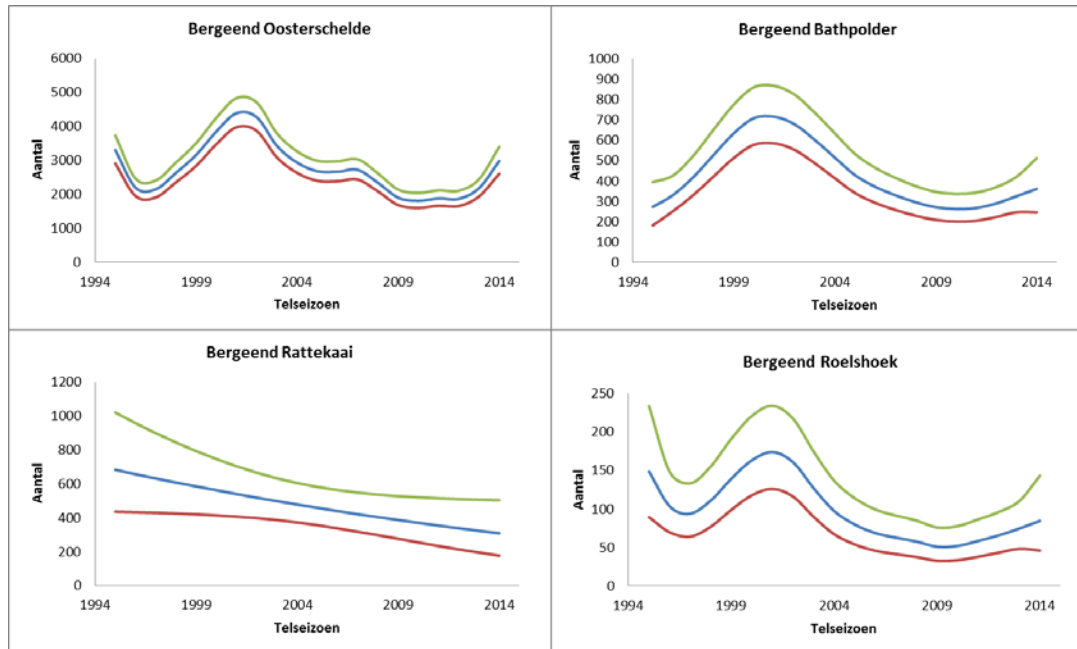 Bergeend Oosterschelde
6000
5000
4000
3000
2000
1000
0
Aantal
1994 1999 2004 2009 2014
Telseizoen
Bergeend Bathpolder
1000
900
800
700
600
500
400
300
200
100
0
Aantal
1994 1999 2004 2009 2014
Telseizoen
Bergeend Rattekaai
1200
1000
800
600
400
200
0
Aantal
1994 1999 2004 2009 2014
Telseizoen
Bergeend Roelshoek
250
200
150
100
50
0
Aantal
1994 1999 2004 2009 2014
Telseizoen